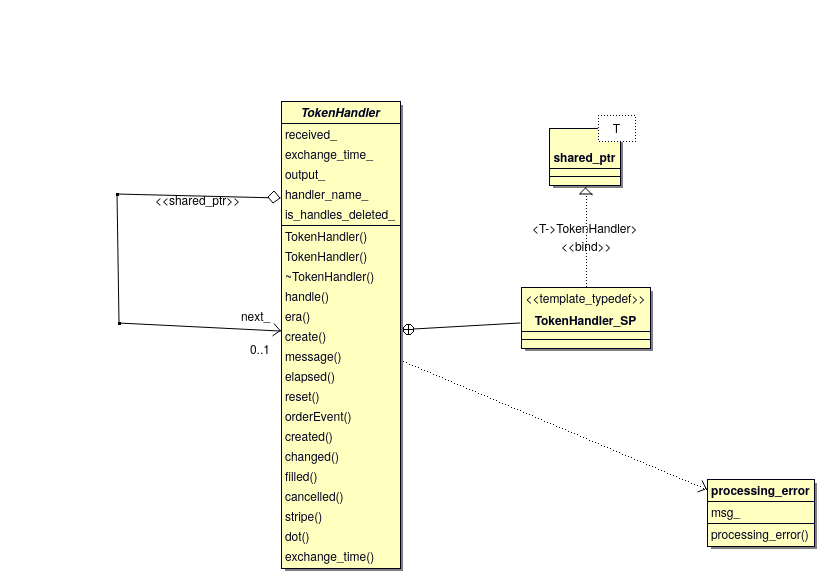 TokenHandler
received_
exchange_time_
output_
handler_name_
is_handles_deleted_
TokenHandler()
TokenHandler()
~TokenHandler()
handle()
era()
create()
message()
elapsed()
reset()
orderEvent()
created()
changed()
filled()
cancelled()
stripe()
dot()
exchange_time()
<<shared_ptr>>
next_
0..1
T
shared_ptr
<T->TokenHandler>
<<bind>>
<<template_typedef>>
TokenHandler_SP
processing_error
msg_
processing_error()